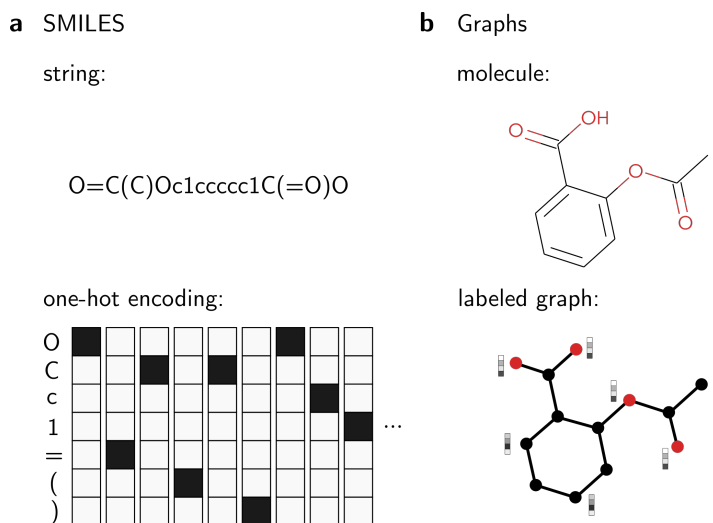 a SMILES
string:
O=C(C)Oc1ccccc1C(=O)O
one-hot encoding:
O
C
c
1
=
(
)
...
b Graphs
molecule:
O
OH
O
O
labeled graph: